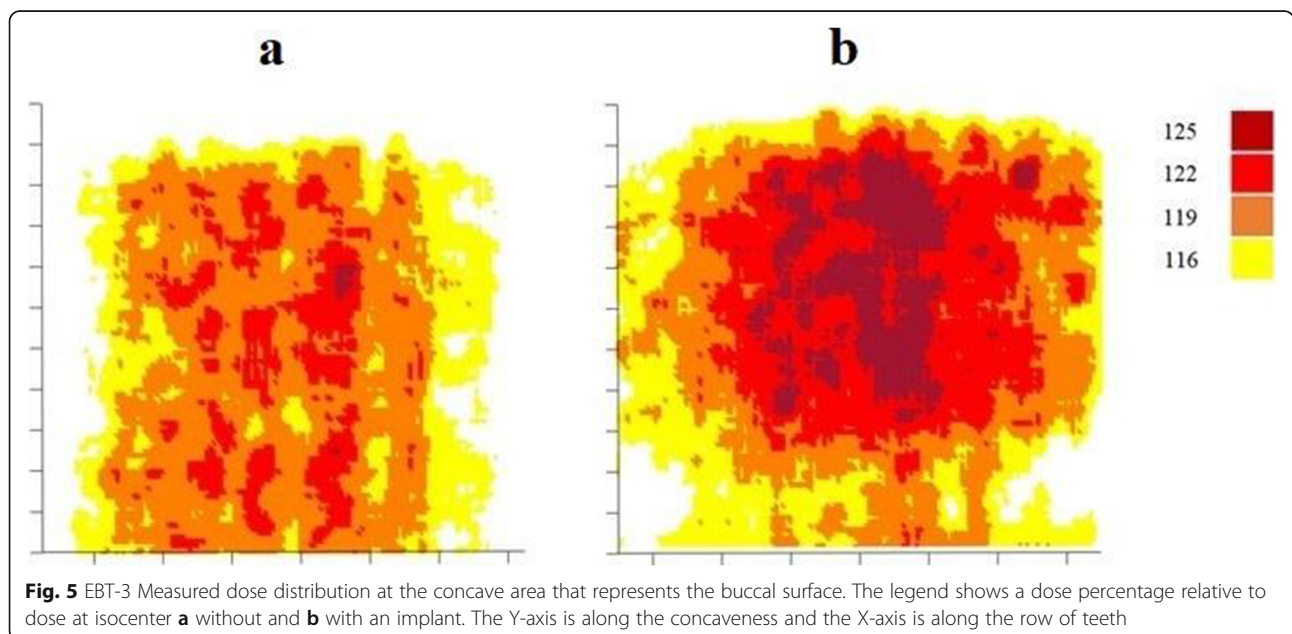 a
b
125
122
119
116
Fig. 5 EBT-3 Measured dose distribution at the concave area that represents the buccal surface. The legend shows a dose percentage relative to
dose at isocenter a without and b with an implant. The Y-axis is along the concaveness and the X-axis is along the row of teeth